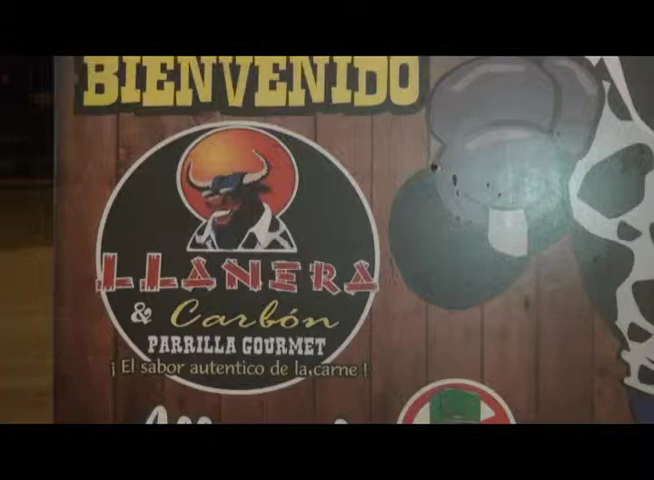 BIENVENIDO
LLANERA
& Carbón
PARRILLA GOURMET
¡ El sabor autentico de la carne !